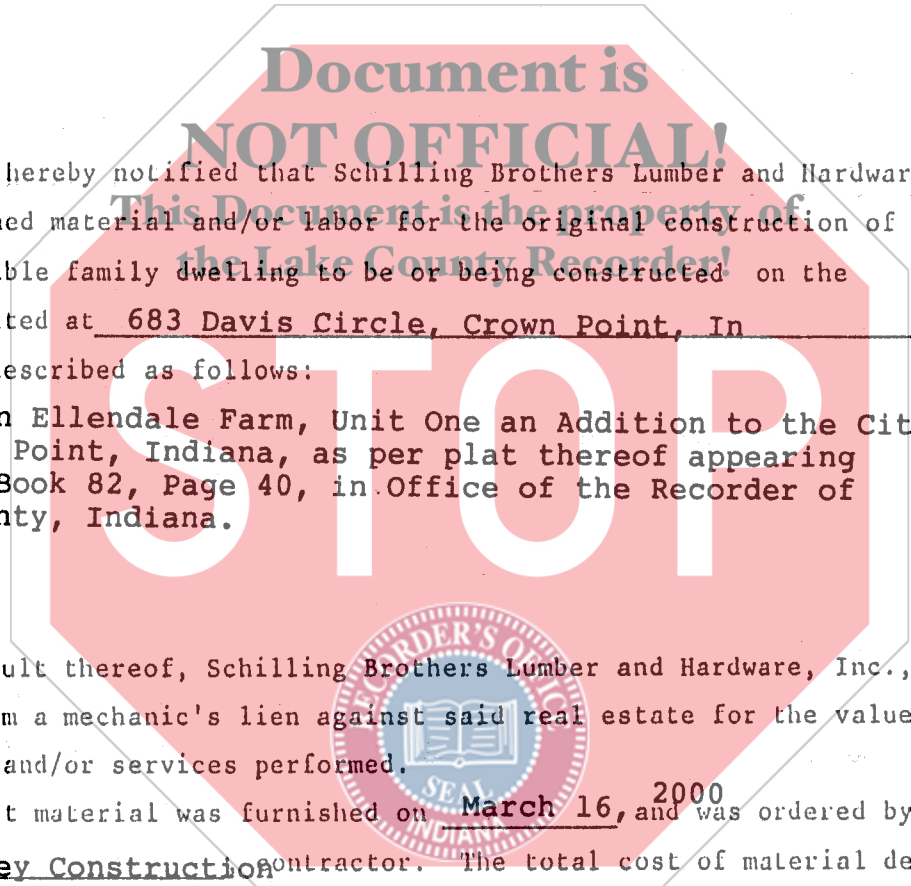 Document is
NOT OFFICIAL!
hereby notified that Schilling Brothers Lumber and Hardwar
This Document is the property of
ed material and/or labor for the original construction of
the Lake County Recorder!
ble family dwelling to be or being constructed on the
ted at 683 Davis Circle, Crown Point, In
escribed as follows:
n Ellendale Farm, Unit One an Addition to the Cit
Point, Indiana, as per plat thereof appearing
Book 82, Page 40, in Office of the Recorder of
nty, Indiana.
STOP
ult thereof, Schilling Brothers Lumber and Hardware, Inc.,
m a mechanic's lien against said real estate for the value
and/or services performed.
t material was furnished on March 16, 2000 and was ordered by
ey Construction contractor. The total cost of material de
RECORDER'S OFFIC
SEAL
INDIANA